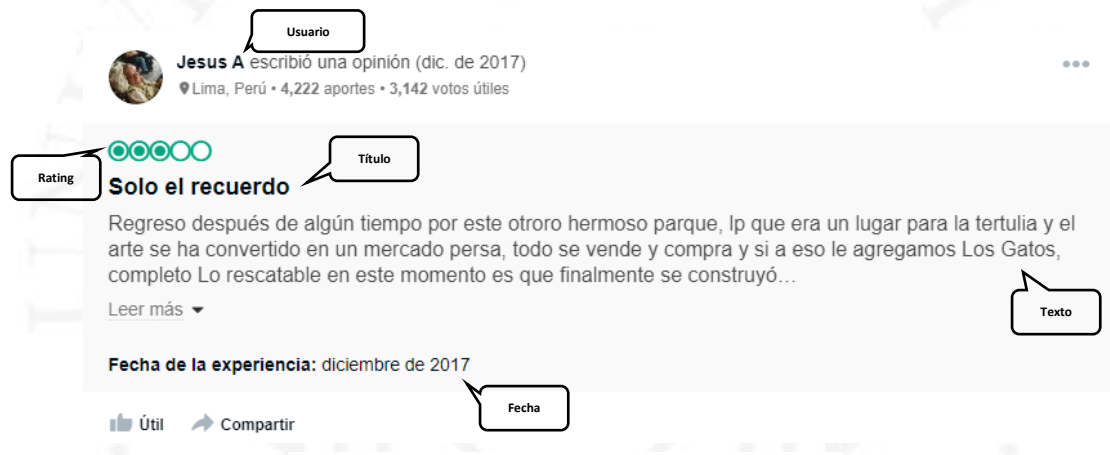 Usuario
Jesus A escribió una opinión (dic. de 2017)
Lima, Perú • 4,222 aportes • 3,142 votos útiles
Título
Rating
Solo el recuerdo
Regreso después de algún tiempo por este otroro hermoso parque, lp que era un lugar para la tertulia y el
arte se ha convertido en un mercado persa, todo se vende y compra y si a eso le agregamos Los Gatos,
completo Lo rescatable en este momento es que finalmente se construyó…
Texto
Leer más
Fecha de la experiencia: diciembre de 2017
Fecha
Útil Compartir